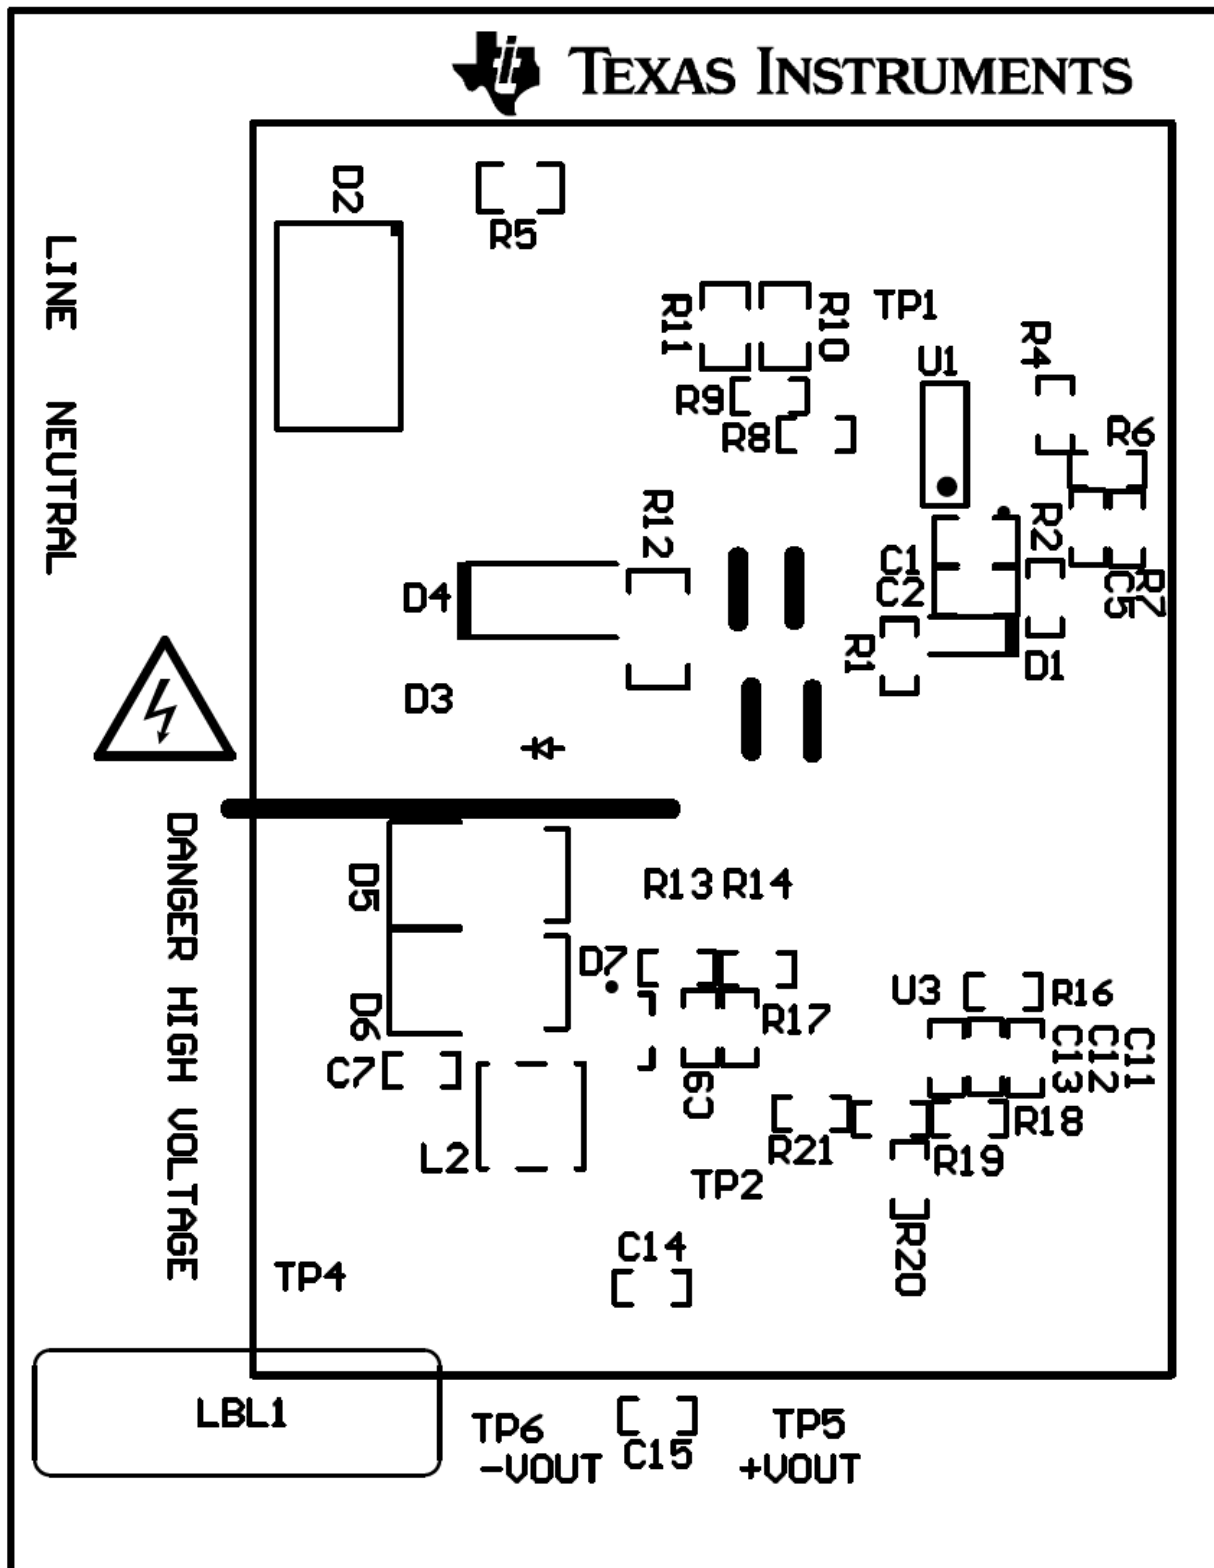 TEXAS INSTRUMENTS
D2
R5
LINE NEUTRAL
R11
R10
TP1
R4
U1
R9
R8
R6
R12
R2
C1
C2
D4
C5
R7
R1
D1
D3
DANGER HIGH VOLTAGE
D5
R13 R14
D7
D6
U3
R16
R17
C7
C9
C13
C12
C11
L2
R21
R18
R19
TP2
R20
C14
TP4
LBL1
TP6
-VOUT
C15
TP5
+VOUT